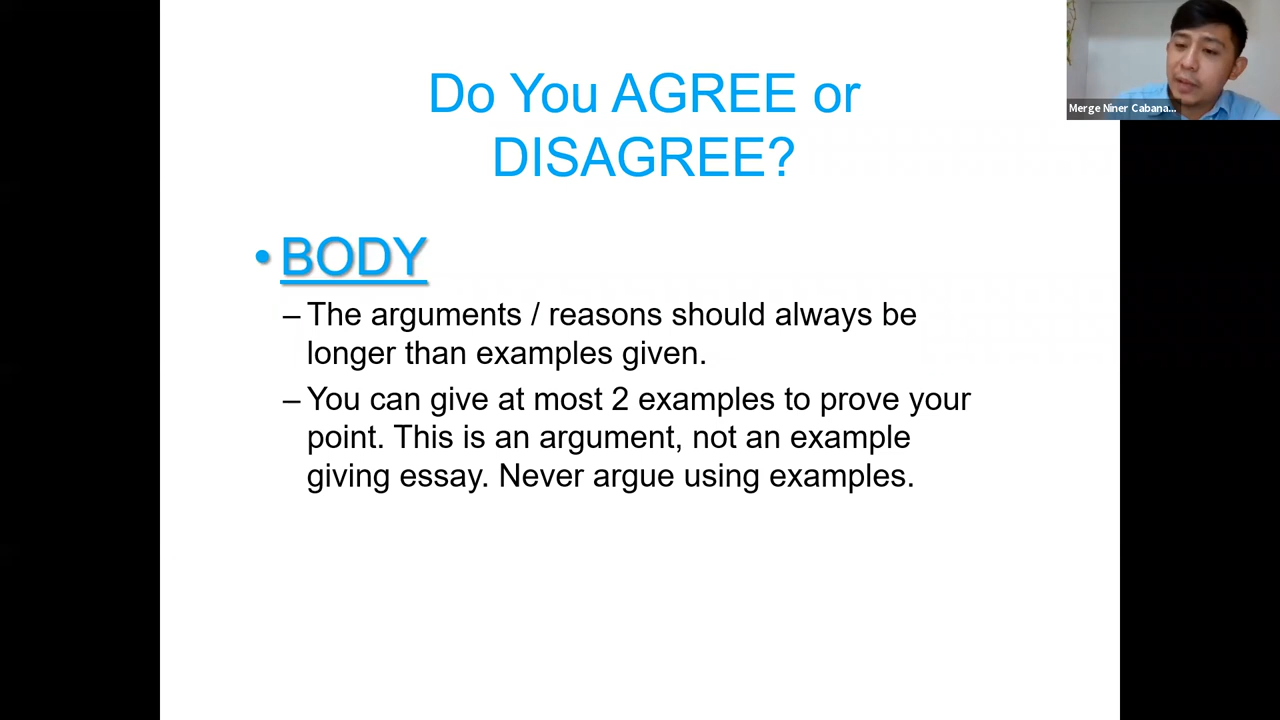 Do You AGREE or
DISAGREE?
• BODY
– The arguments / reasons should always be
longer than examples given.
– You can give at most 2 examples to prove your
point. This is an argument, not an example
giving essay. Never argue using examples.
Merge Niner Cabana...